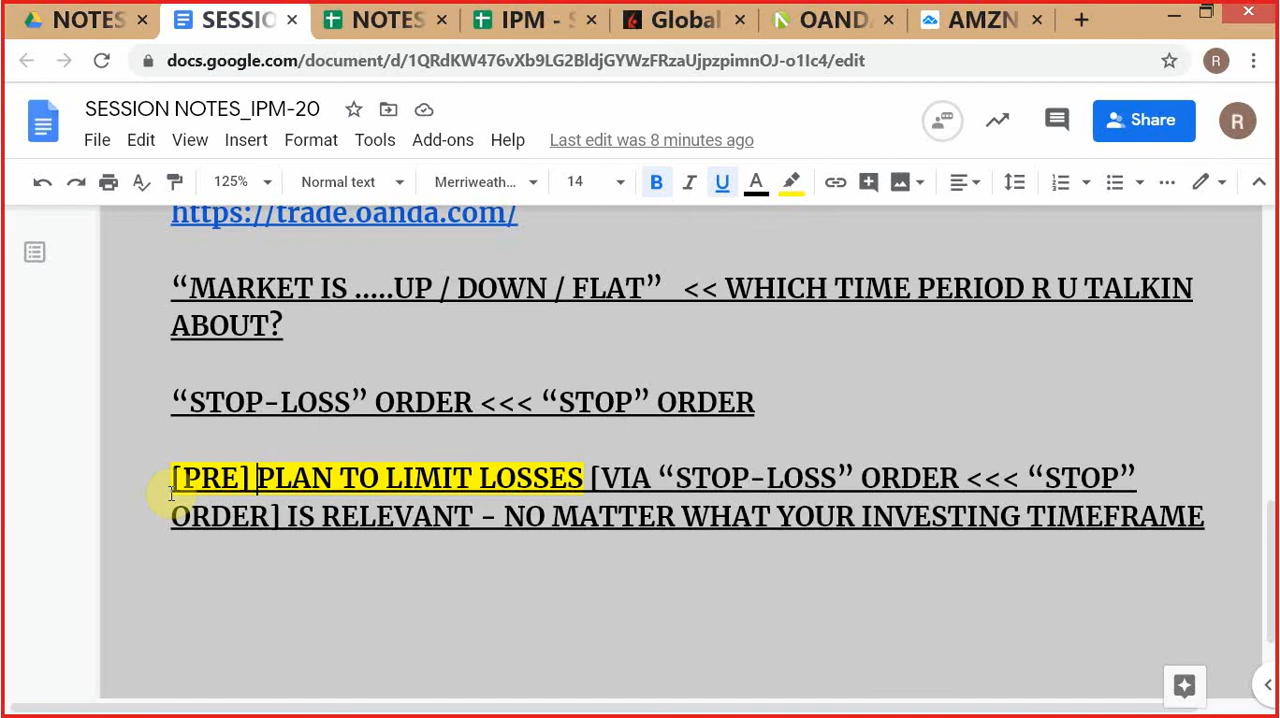 NOTES
SESSIO
NOTES
IPM - S
Global
OANDA
AMZN
docs.google.com/document/d/1QRdKW476vXb9LG2BldjGYWzFRzaUjpzpimnOJ-o1Ic4/edit
R
SESSION NOTES_IPM-20
Share
R
File Edit View Insert Format Tools Add-ons Help Last edit was 8 minutes ago
125% Normal text Merriweath... 14 B I U A
https://trade.oanda.com/
“MARKET IS .....UP / DOWN / FLAT” << WHICH TIME PERIOD R U TALKIN
ABOUT?
“STOP-LOSS” ORDER <<< “STOP” ORDER
[PRE] PLAN TO LIMIT LOSSES [VIA “STOP-LOSS” ORDER <<< “STOP”
ORDER] IS RELEVANT - NO MATTER WHAT YOUR INVESTING TIMEFRAME